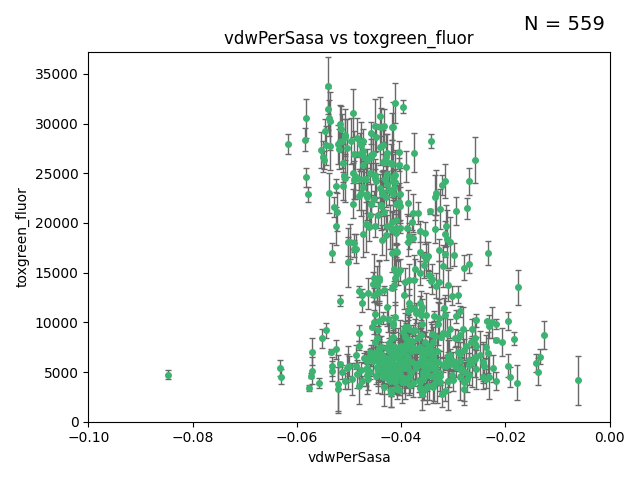 N = 559
vdwPerSasa vs toxgreen_fluor
toxgreen_fluor
35000
30000
25000
20000
15000
10000
5000
0
−0.10 −0.08 −0.06 −0.04 −0.02 0.00
vdwPerSasa